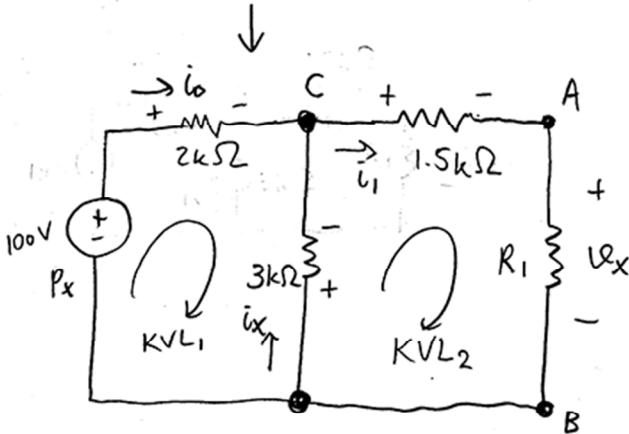 i₀
C
+ - + - A
2kΩ
i₁
1.5kΩ
+
100V
+
-
Pₓ
-
3kΩ
+
R₁
𝑣ₓ
KVL₁
iₓ
KVL₂
-
B